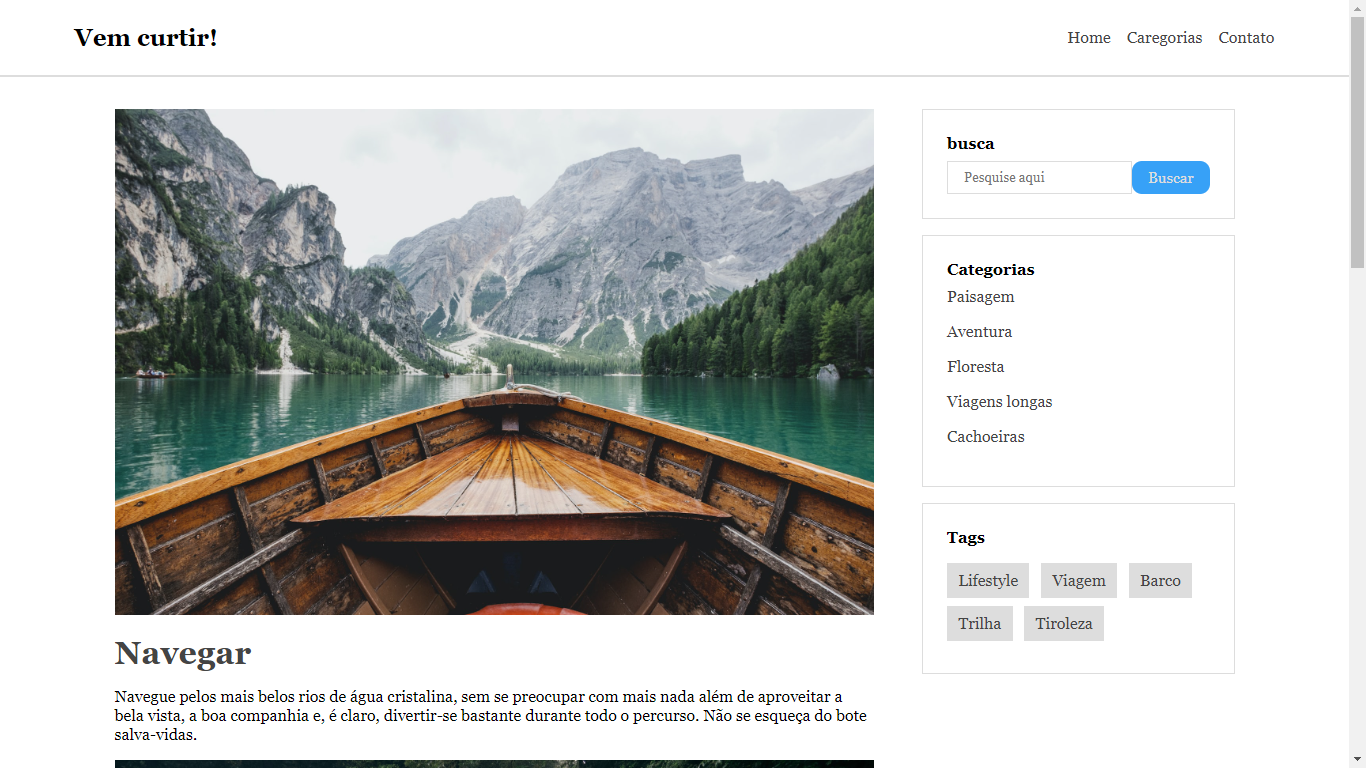 Vem curtir!
Home Caregorias Contato
Navegar
Navegue pelos mais belos rios de água cristalina, sem se preocupar com mais nada além de aproveitar a
bela vista, a boa companhia e, é claro, divertir-se bastante durante todo o percurso. Não se esqueça do bote
salva-vidas.
busca
Pesquise aqui Buscar
Categorias
Paisagem
Aventura
Floresta
Viagens longas
Cachoeiras
Tags
Lifestyle Viagem Barco
Trilha Tiroleza